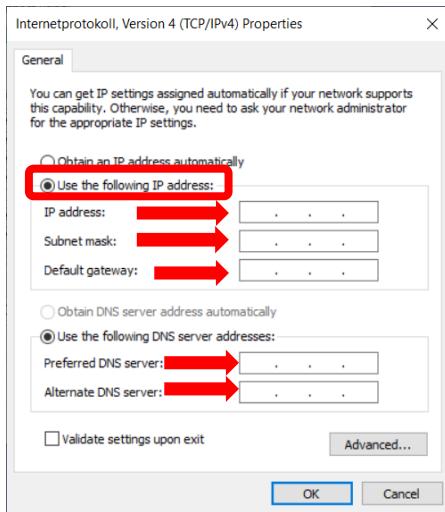 Internetprotokoll, Version 4 (TCP/IPv4) Properties
General
You can get IP settings assigned automatically if your network supports
this capability. Otherwise, you need to ask your network administrator
for the appropriate IP settings.
Obtain an IP address automatically
Use the following IP address:
IP address:
Subnet mask:
Default gateway:
Obtain DNS server address automatically
Use the following DNS server addresses:
Preferred DNS server:
Alternate DNS server:
Validate settings upon exit
Advanced...
OK
Cancel